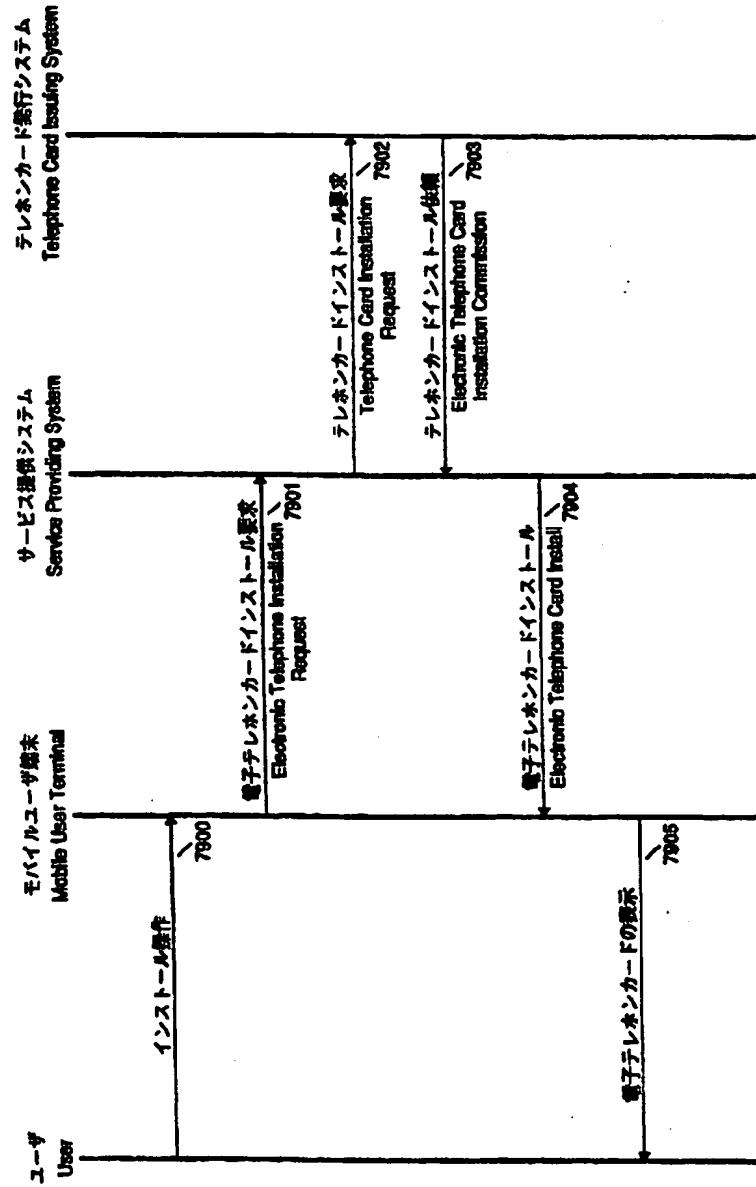 ユーザ
User
モバイルユーザ端末
Mobile User Terminal
サービス提供システム
Service Providing System
テレホンカード発行システム
Telephone Card Issuing System
インストール操作
7900
電子テレホンカードインストール要求
Electronic Telephone Installation
Request
7901
テレホンカードインストール要求
Telephone Card Installation
Request
7902
テレホンカードインストール依頼
Electronic Telephone Card
Installation Commission
7903
電子テレホンカードインストール
Electronic Telephone Card Install
7904
電子テレホンカードの表示
7905